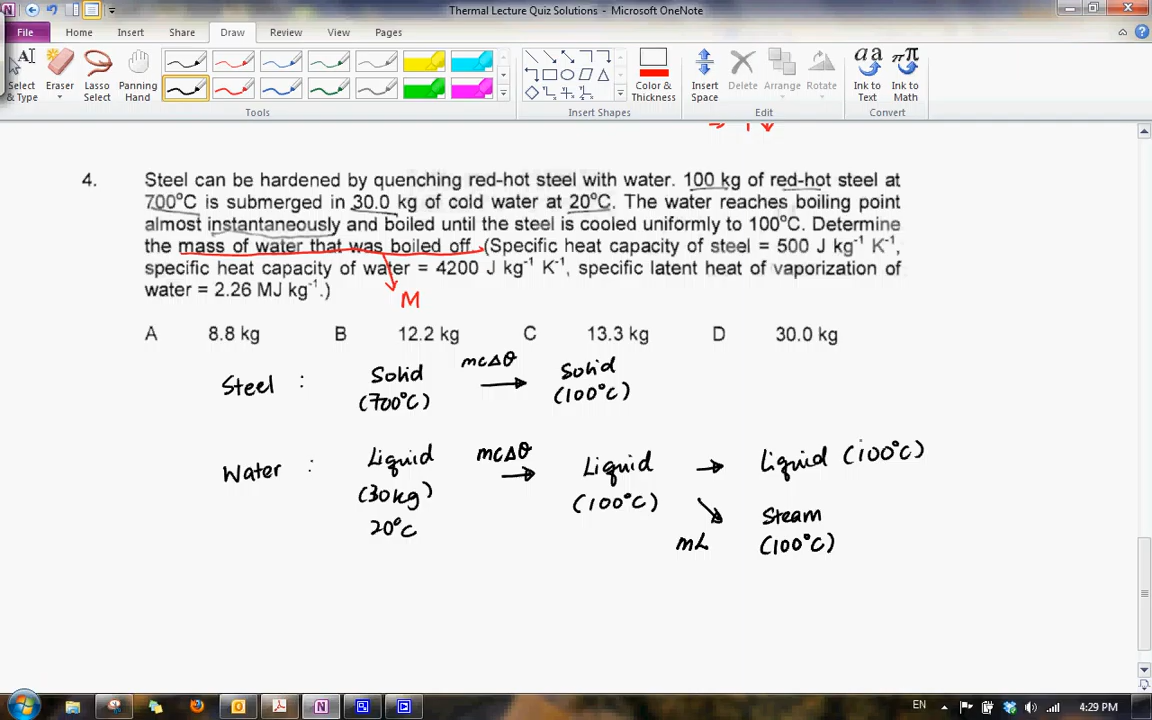 Thermal Lecture Quiz Solutions - Microsoft OneNote
File Home Insert Share Draw Review View Pages
Select & Type
Eraser
Lasso Select
Panning Hand
Color & Thickness
Insert Space
Delete
Arrange
Rotate
Ink to Text
Ink to Math
Tools
Insert Shapes
Edit
Convert
4. Steel can be hardened by quenching red-hot steel with water. 100 kg of red-hot steel at
700°C is submerged in 30.0 kg of cold water at 20°C. The water reaches boiling point
almost instantaneously and boiled until the steel is cooled uniformly to 100°C. Determine
the mass of water that was boiled off. (Specific heat capacity of steel = 500 J kg⁻¹ K⁻¹,
specific heat capacity of water = 4200 J kg⁻¹ K⁻¹, specific latent heat of vaporization of
water = 2.26 MJ kg⁻¹.)
M
A 8.8 kg B 12.2 kg C 13.3 kg D 30.0 kg
Steel : Solid (700°C) mcΔθ → Solid (100°C)
Water : Liquid (30kg) 20°C mcΔθ → Liquid (100°C) → Liquid (100°C)
mL Steam (100°C)
EN 4:29 PM